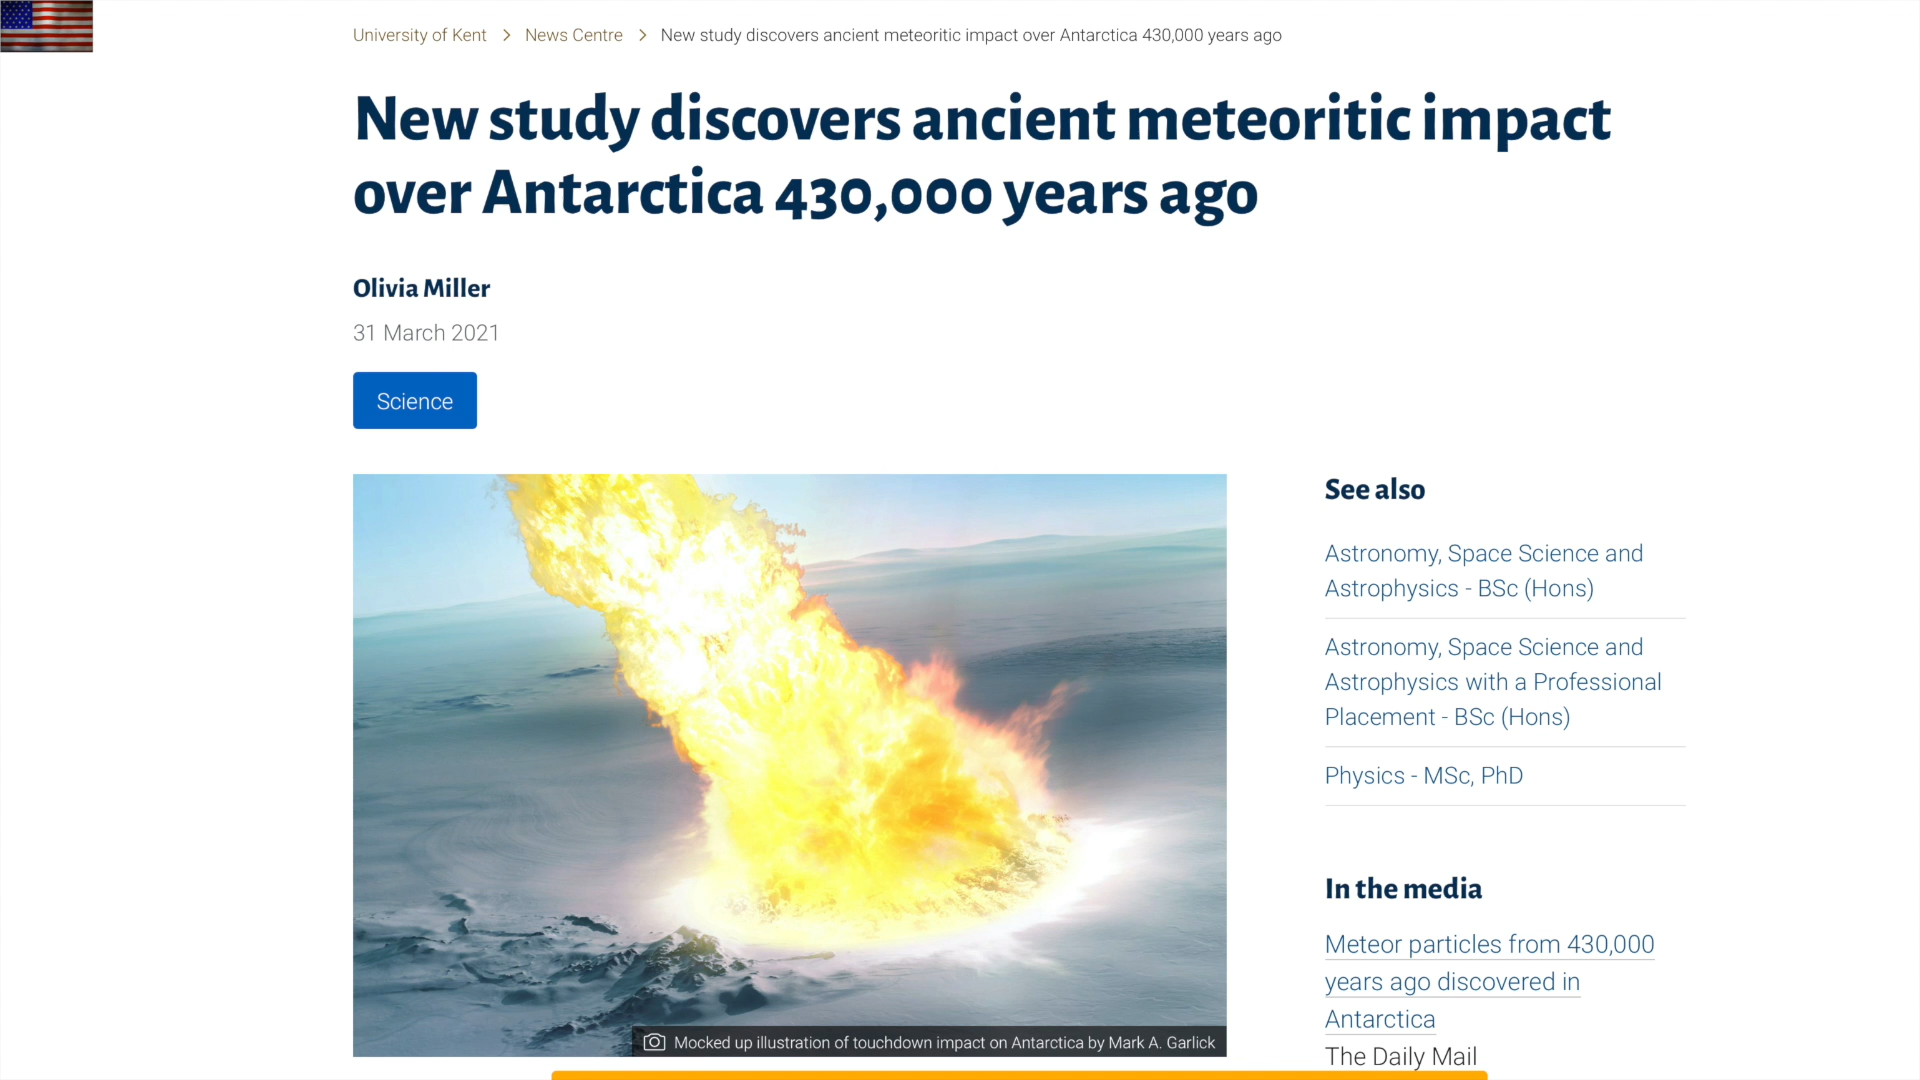 University of Kent > News Centre > New study discovers ancient meteoritic impact over Antarctica 430,000 years ago
New study discovers ancient meteoritic impact
over Antarctica 430,000 years ago
Olivia Miller
31 March 2021
Science
Mocked up illustration of touchdown impact on Antarctica by Mark A. Garlick
See also
Astronomy, Space Science and
Astrophysics - BSc (Hons)
Astronomy, Space Science and
Astrophysics with a Professional
Placement - BSc (Hons)
Physics - MSc, PhD
In the media
Meteor particles from 430,000
years ago discovered in
Antarctica
The Daily Mail